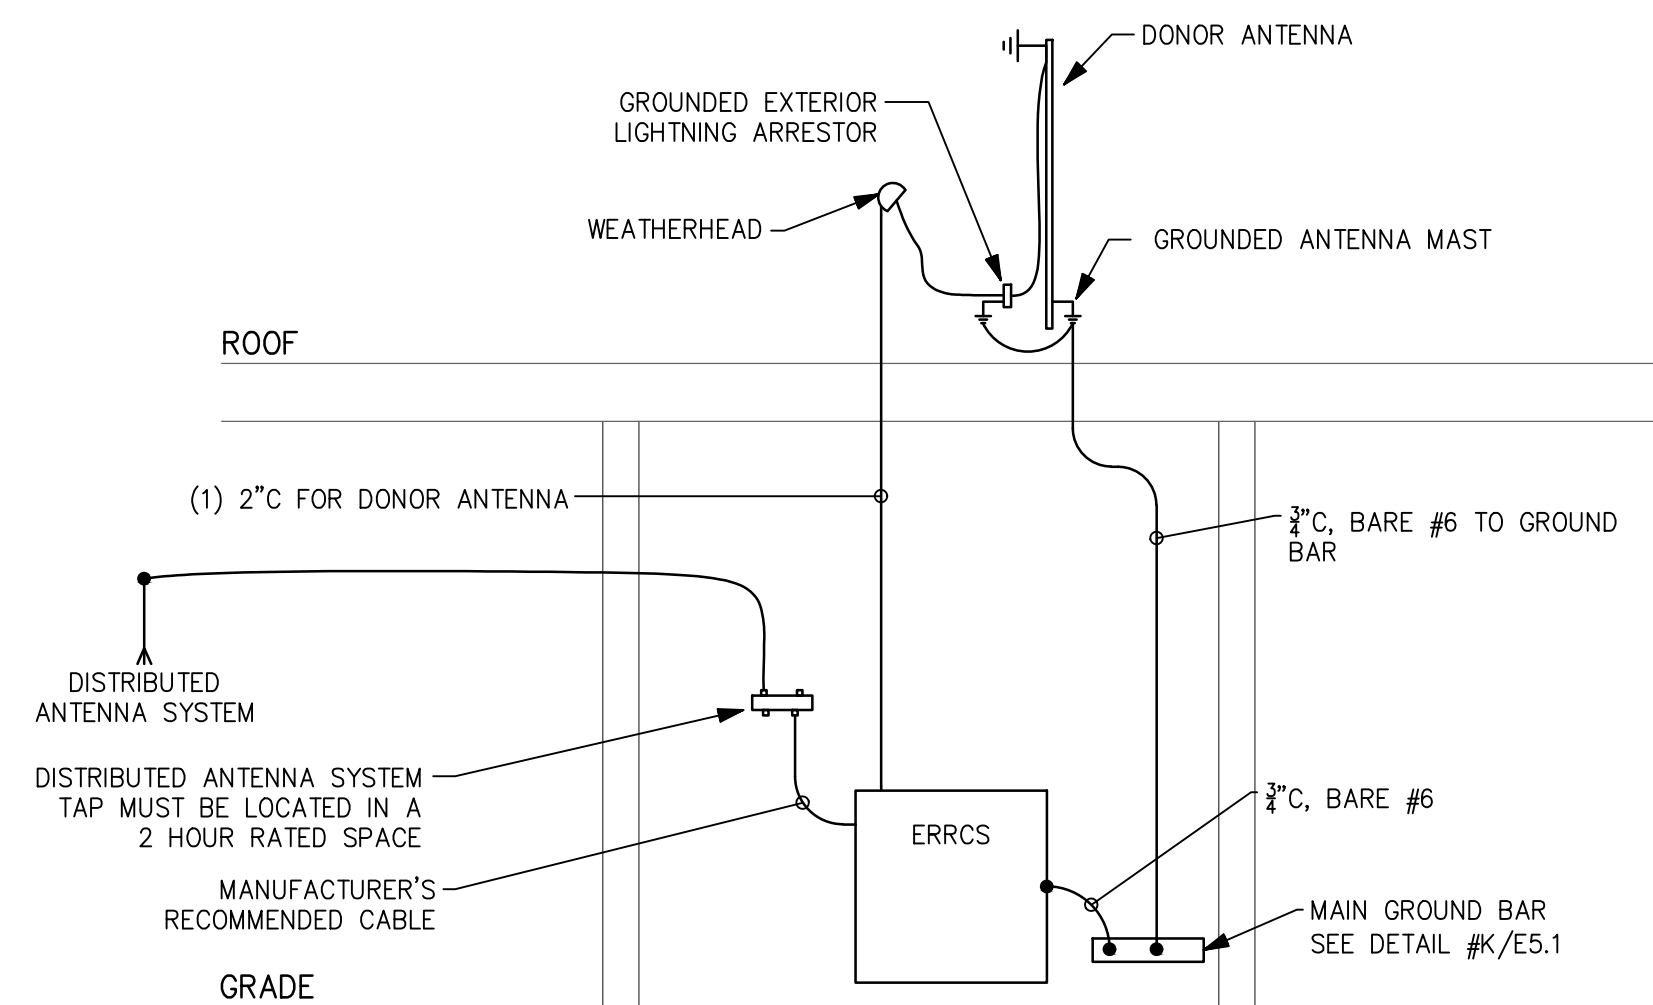 DONOR ANTENNA
GROUNDED EXTERIOR
LIGHTNING ARRESTOR
WEATHERHEAD
GROUNDED ANTENNA MAST
ROOF
(1) 2"C FOR DONOR ANTENNA
3/4"C, BARE #6 TO GROUND
BAR
DISTRIBUTED
ANTENNA SYSTEM
DISTRIBUTED ANTENNA SYSTEM
TAP MUST BE LOCATED IN A
2 HOUR RATED SPACE
3/4"C, BARE #6
ERRCS
MANUFACTURER'S
RECOMMENDED CABLE
MAIN GROUND BAR
SEE DETAIL #K/E5.1
GRADE